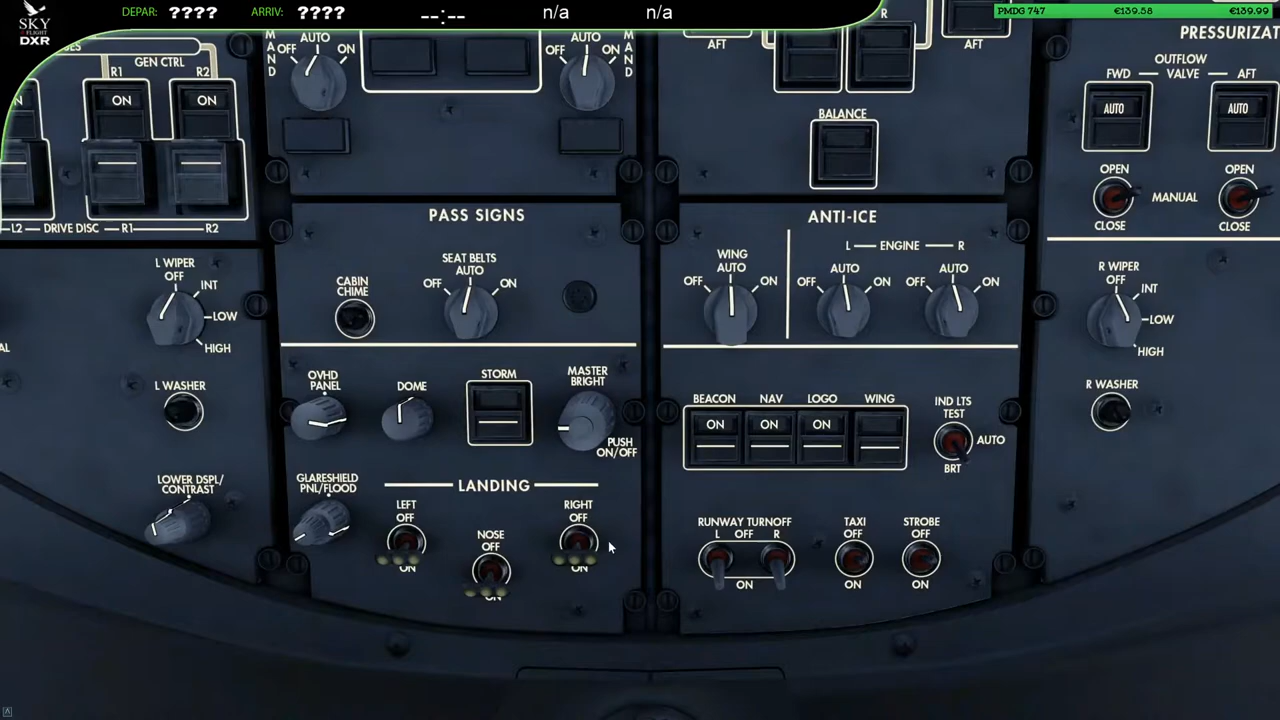 SKY
DXR
DEPAR: ????
ARRIV: ????
--:--
n/a
n/a
PMDG 747
€139.58
€139.99
GEN CTRL
R1
R2
ON
ON
L2
DRIVE DISC
R1
R2
MAND
OFF
AUTO
ON
OFF
AUTO
ON
MAND
AFT
R
AFT
BALANCE
PRESSURIZAT
OUTFLOW
FWD
VALVE
AFT
AUTO
AUTO
OPEN
MANUAL
OPEN
CLOSE
CLOSE
PASS SIGNS
CABIN
CHIME
SEAT BELTS
AUTO
OFF
ON
ANTI-ICE
WING
AUTO
OFF
ON
L
ENGINE
R
AUTO
OFF
ON
AUTO
OFF
ON
L WIPER
OFF
INT
LOW
HIGH
L WASHER
AL
R WIPER
OFF
INT
LOW
HIGH
R WASHER
OVHD
PANEL
DOME
STORM
MASTER
BRIGHT
PUSH
ON/OFF
BEACON
NAV
LOGO
WING
ON
ON
ON
IND LTS
TEST
AUTO
BRT
LOWER DSPL/
CONTRAST
GLARESHIELD
PNL/FLOOD
LANDING
LEFT
OFF
ON
NOSE
OFF
ON
RIGHT
OFF
ON
RUNWAY TURNOFF
L
OFF
R
ON
TAXI
OFF
ON
STROBE
OFF
ON